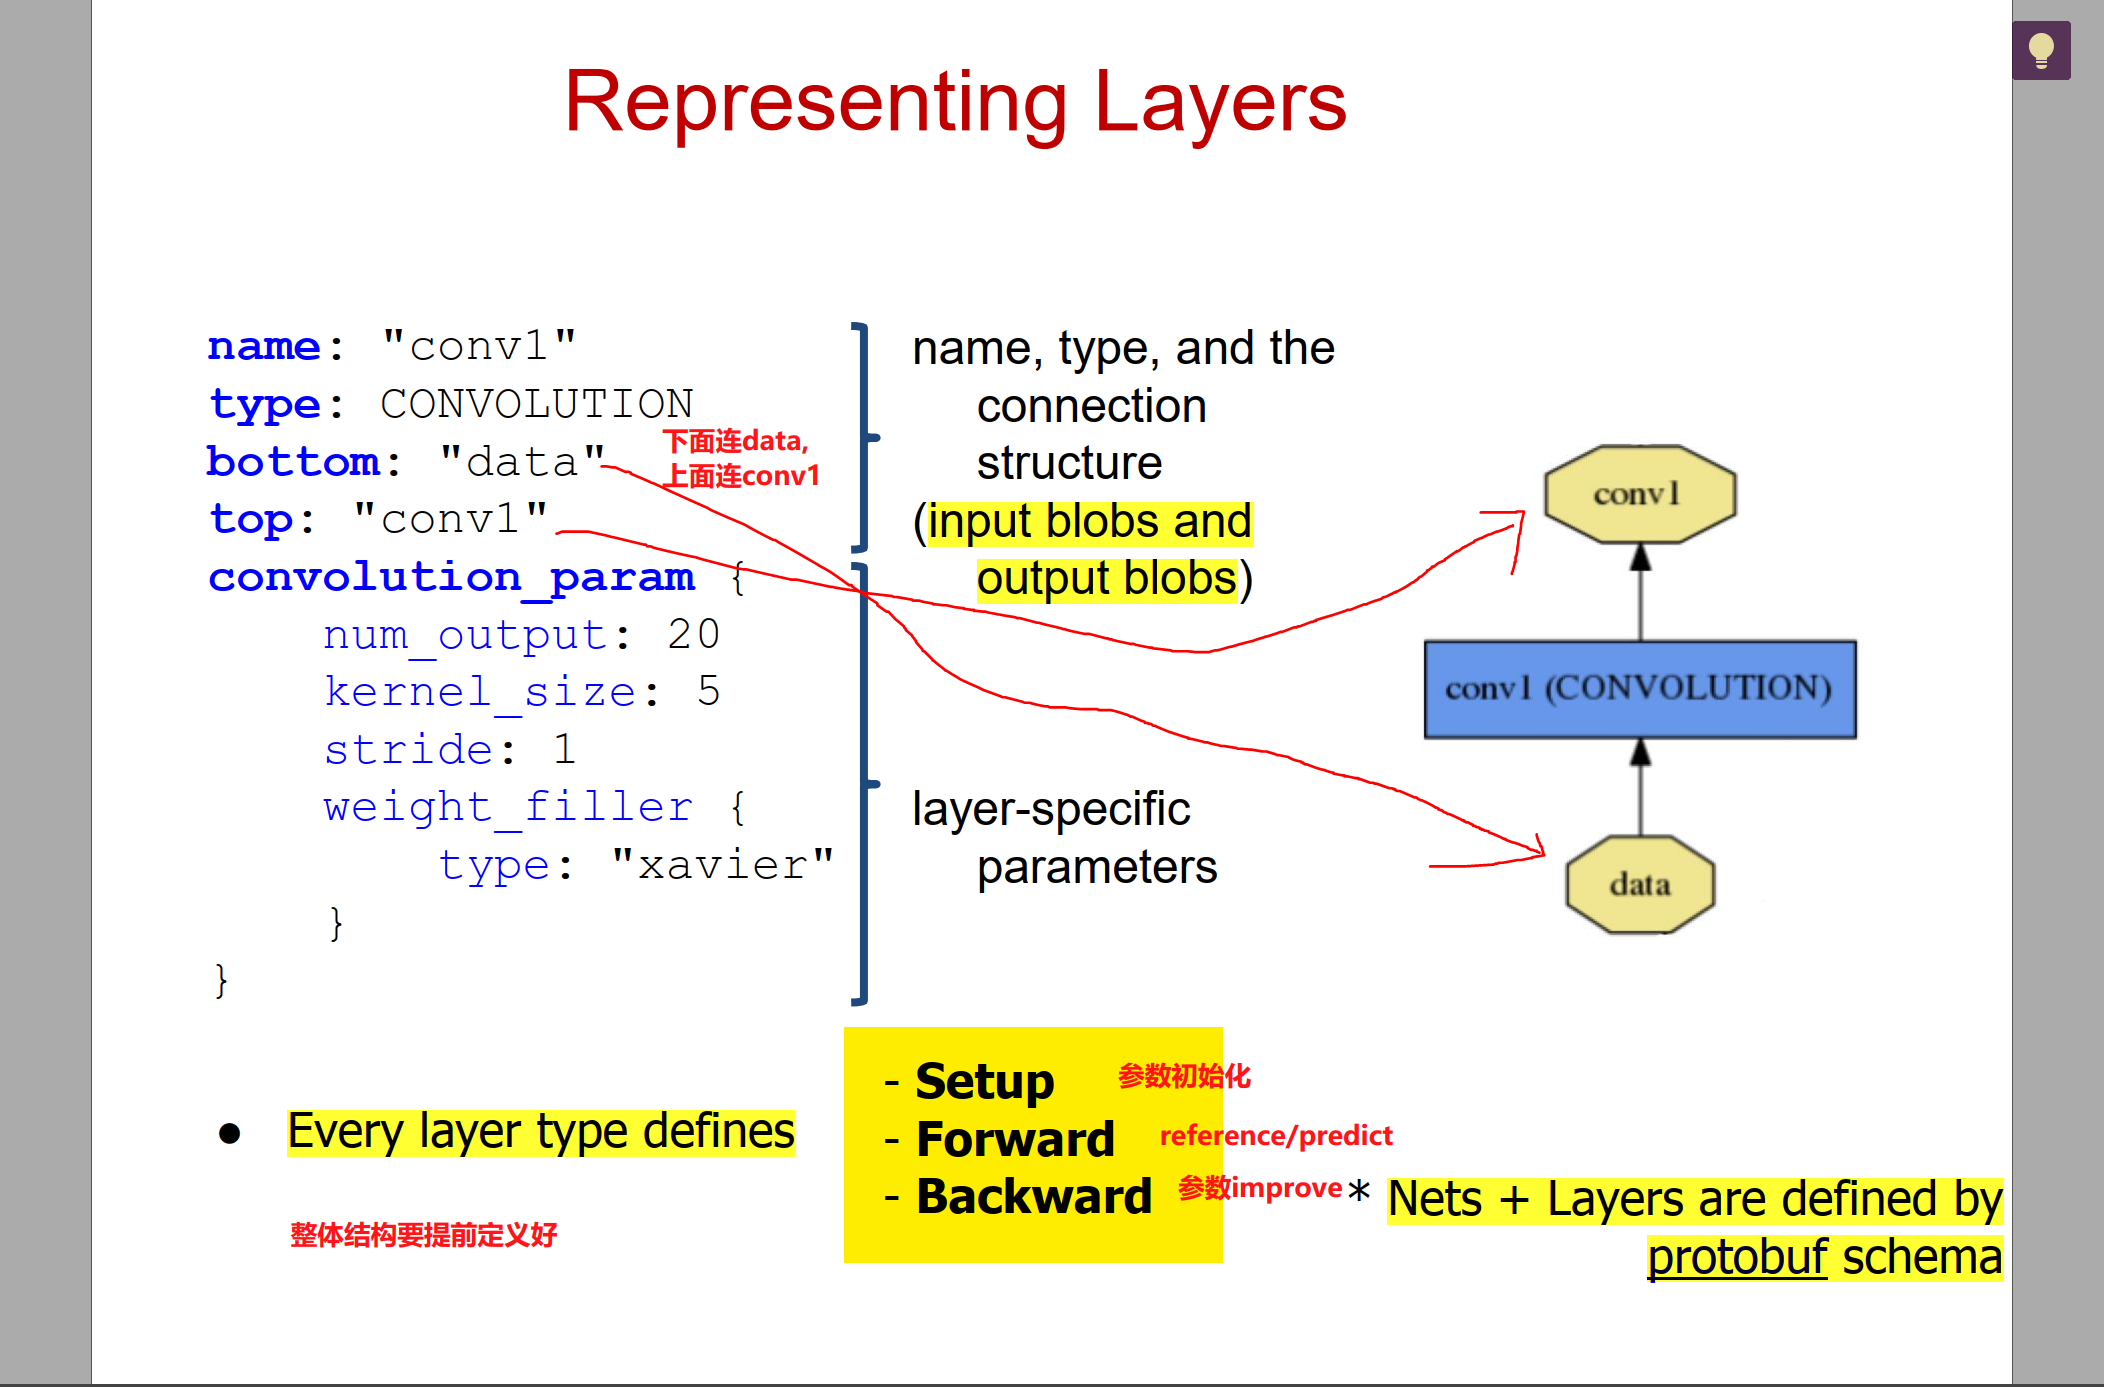 Representing Layers
name: "conv1"
type: CONVOLUTION
bottom: "data"
top: "conv1"
convolution_param {
num_output: 20
kernel_size: 5
stride: 1
weight_filler {
type: "xavier"
}
}
下面连data,
上面连conv1
name, type, and the
connection
structure
(input blobs and
output blobs)
layer-specific
parameters
conv1
conv1 (CONVOLUTION)
data
● Every layer type defines
整体结构要提前定义好
- Setup 参数初始化
- Forward reference/predict
- Backward 参数improve
* Nets + Layers are defined by
protobuf schema